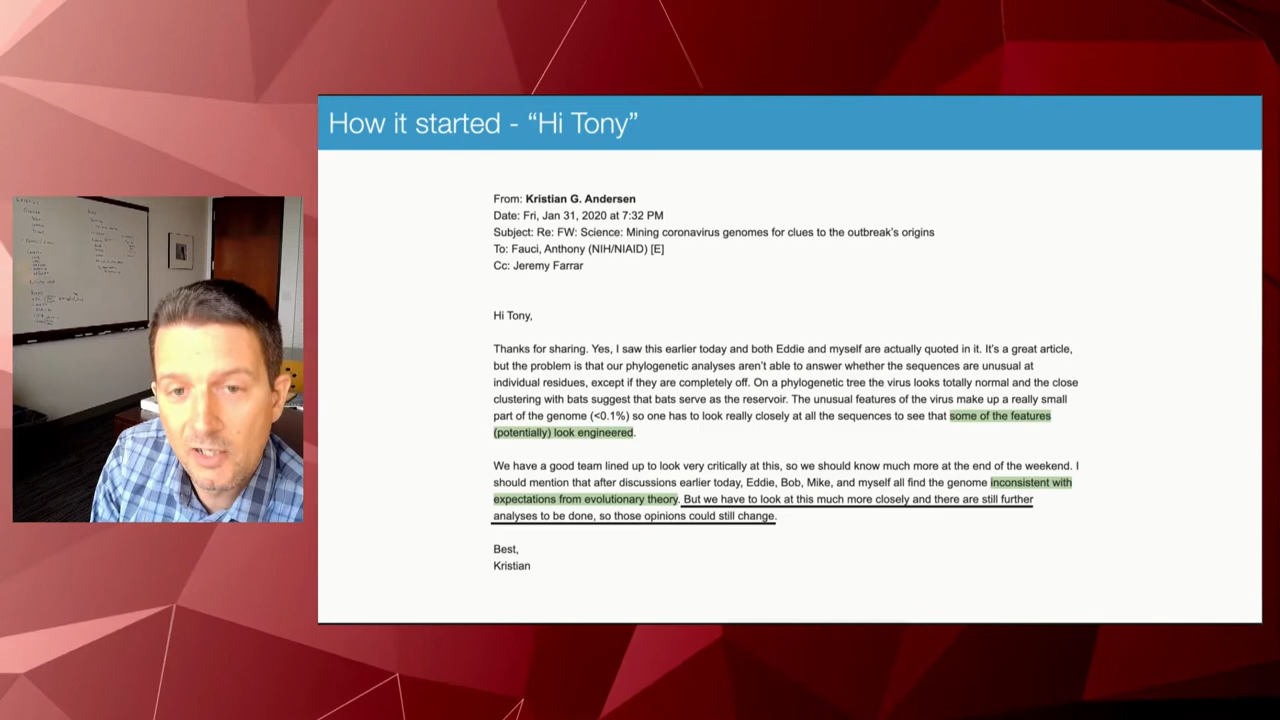 How it started - “Hi Tony”
From: Kristian G. Andersen
Date: Fri, Jan 31, 2020 at 7:32 PM
Subject: Re: FW: Science: Mining coronavirus genomes for clues to the outbreak’s origins
To: Fauci, Anthony (NIH/NIAID) [E]
Cc: Jeremy Farrar
Hi Tony,
Thanks for sharing. Yes, I saw this earlier today and both Eddie and myself are actually quoted in it. It’s a great article,
but the problem is that our phylogenetic analyses aren’t able to answer whether the sequences are unusual at
individual residues, except if they are completely off. On a phylogenetic tree the virus looks totally normal and the close
clustering with bats suggest that bats serve as the reservoir. The unusual features of the virus make up a really small
part of the genome (<0.1%) so one has to look really closely at all the sequences to see that some of the features
(potentially) look engineered.
We have a good team lined up to look very critically at this, so we should know much more at the end of the weekend. I
should mention that after discussions earlier today, Eddie, Bob, Mike, and myself all find the genome inconsistent with
expectations from evolutionary theory. But we have to look at this much more closely and there are still further
analyses to be done, so those opinions could still change.
Best,
Kristian